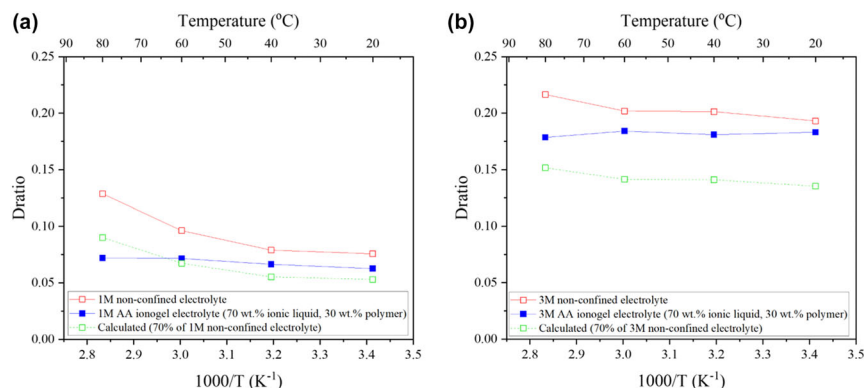 (a)
Temperature (°C)
90 80 70 60 50 40 30 20
0.25
0.20
0.15
0.10
0.05
0.00
Dratio
1M non-confined electrolyte
1M AA ionogel electrolyte (70 wt.% ionic liquid, 30 wt.% polymer)
Calculated (70% of 1M non-confined electrolyte)
2.8 2.9 3.0 3.1 3.2 3.3 3.4 3.5
1000/T (K⁻¹)
(b)
Temperature (°C)
90 80 70 60 50 40 30 20
0.25
0.20
0.15
0.10
0.05
0.00
Dratio
3M non-confined electrolyte
3M AA ionogel electrolyte (70 wt.% ionic liquid, 30 wt.% polymer)
Calculated (70% of 3M non-confined electrolyte)
2.8 2.9 3.0 3.1 3.2 3.3 3.4 3.5
1000/T (K⁻¹)